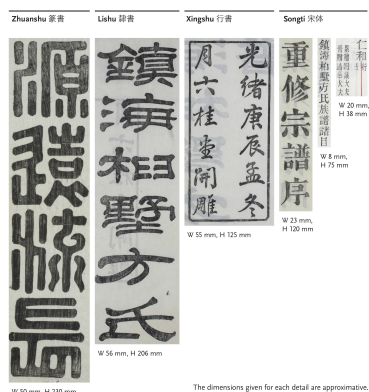 Zhuanshu 篆書
源遠流長
W 50 mm, H 230 mm
Lishu 隸書
鎮海柏墅方氏
W 56 mm, H 206 mm
Xingshu 行書
光緒庚辰孟冬
月六桂堂開雕
W 55 mm, H 125 mm
Songti 宋体
重修宗譜序
W 23 mm,
H 120 mm
鎮海柏墅方氏族譜諸目
W 8 mm,
H 75 mm
仁和
W 20 mm,
H 38 mm
The dimensions given for each detail are approximative.